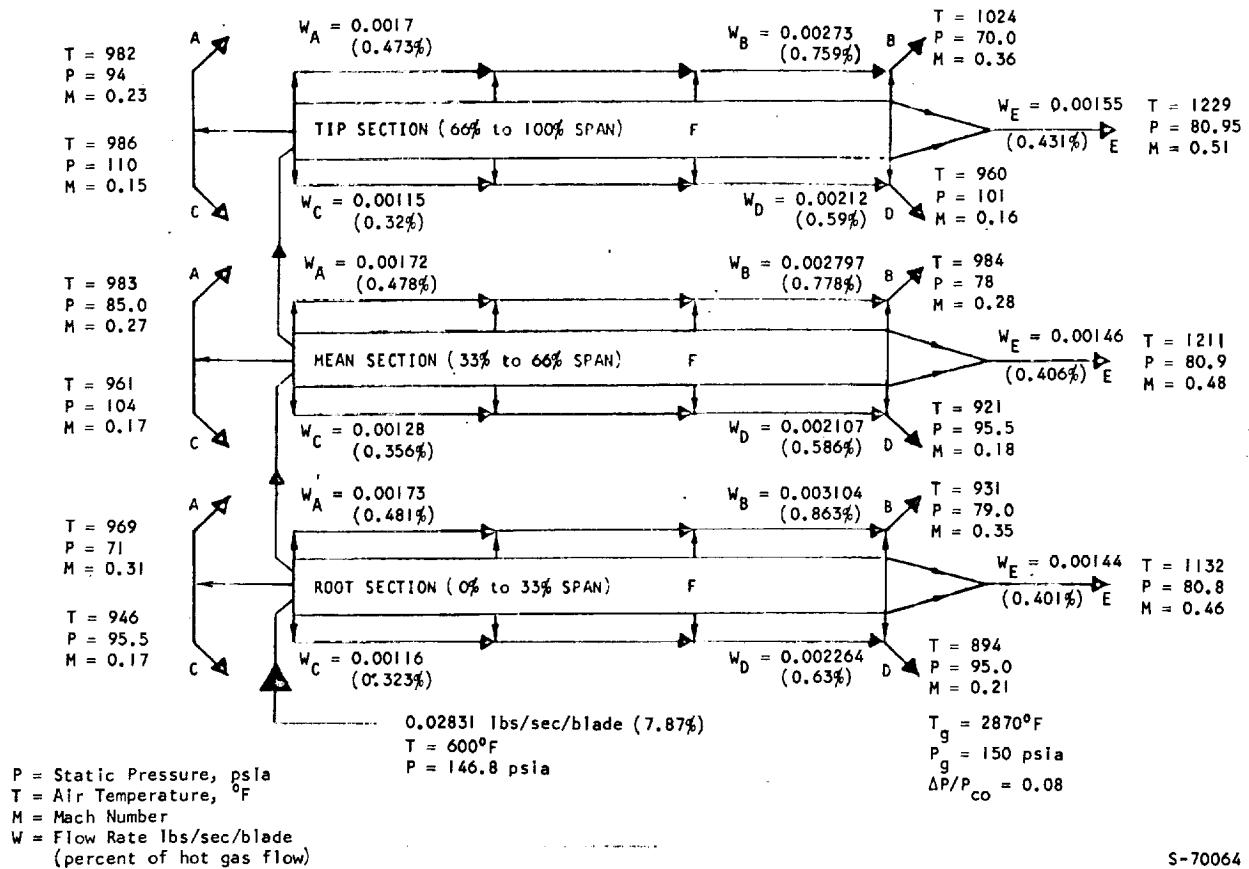 W_A = 0.0017
(0.473%)
W_B = 0.00273
(0.759%)
T = 1024
P = 70.0
M = 0.36
A
B
T = 982
P = 94
M = 0.23
TIP SECTION (66% to 100% SPAN)
F
W_E = 0.00155
(0.431%)
E
T = 1229
P = 80.95
M = 0.51
T = 986
P = 110
M = 0.15
C
W_C = 0.00115
(0.32%)
W_D = 0.00212
(0.59%)
D
T = 960
P = 101
M = 0.16
A
W_A = 0.00172
(0.478%)
W_B = 0.002797
(0.778%)
B
T = 984
P = 78
M = 0.28
T = 983
P = 85.0
M = 0.27
MEAN SECTION (33% to 66% SPAN)
F
W_E = 0.00146
(0.406%)
E
T = 1211
P = 80.9
M = 0.48
T = 961
P = 104
M = 0.17
C
W_C = 0.00128
(0.356%)
W_D = 0.002107
(0.586%)
D
T = 921
P = 95.5
M = 0.18
A
W_A = 0.00173
(0.481%)
W_B = 0.003104
(0.863%)
B
T = 931
P = 79.0
M = 0.35
T = 969
P = 71
M = 0.31
ROOT SECTION (0% to 33% SPAN)
F
W_E = 0.00144
(0.401%)
E
T = 1132
P = 80.8
M = 0.46
T = 946
P = 95.5
M = 0.17
C
W_C = 0.00116
(0.323%)
W_D = 0.002264
(0.63%)
D
T = 894
P = 95.0
M = 0.21
0.02831 lbs/sec/blade (7.87%)
T = 600°F
P = 146.8 psia
T_g = 2870°F
P_g = 150 psia
ΔP/P_co = 0.08
P = Static Pressure, psia
T = Air Temperature, °F
M = Mach Number
W = Flow Rate lbs/sec/blade
(percent of hot gas flow)
S-70064